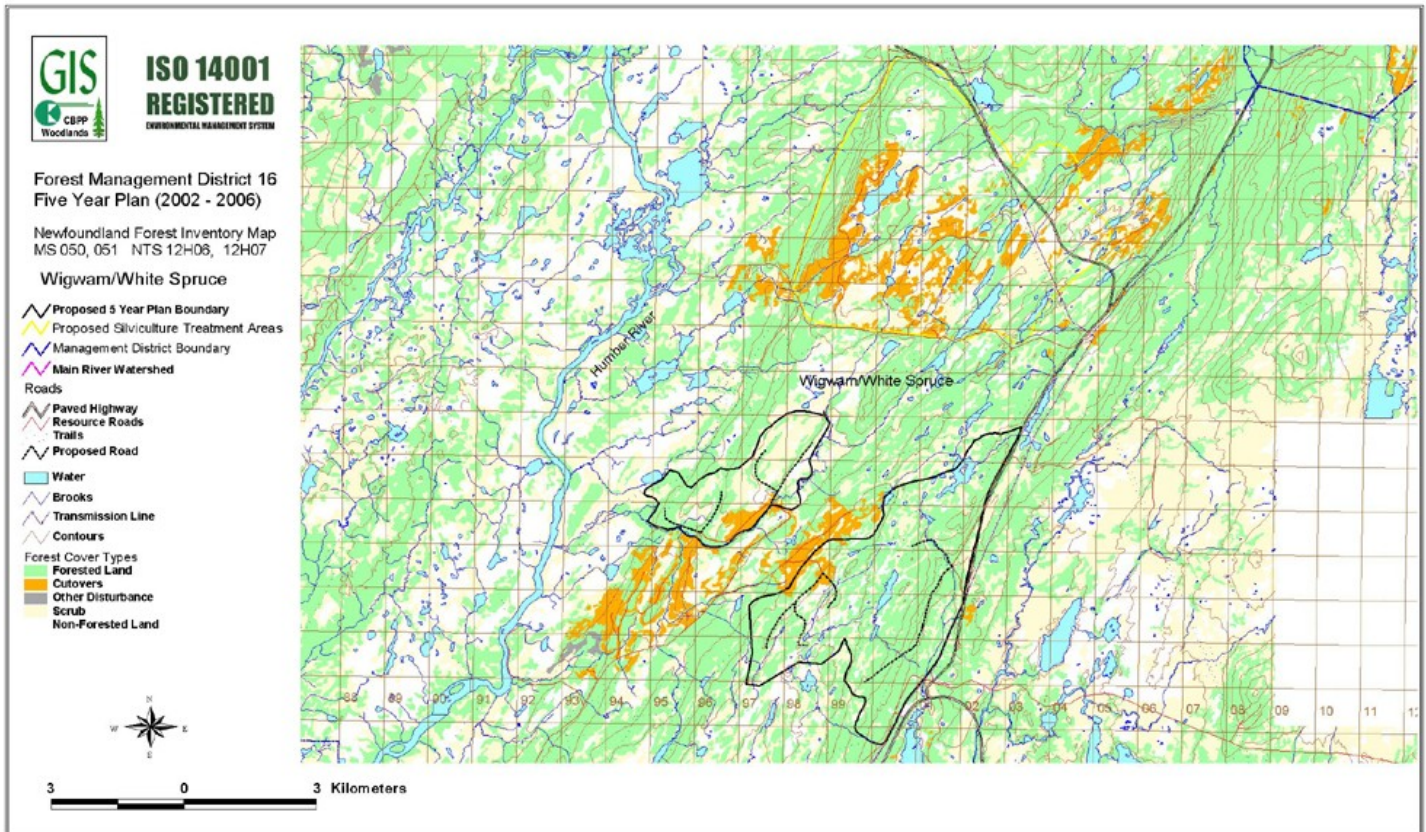 GIS
CBPP
Woodlands
ISO 14001
REGISTERED
ENVIRONMENTAL MANAGEMENT SYSTEM
Forest Management District 16
Five Year Plan (2002 - 2006)
Newfoundland Forest Inventory Map
MS 050, 051 NTS 12H06, 12H07
Wigwam/White Spruce
Proposed 5 Year Plan Boundary
Proposed Silviculture Treatment Areas
Management District Boundary
Main River Watershed
Roads
Paved Highway
Resource Roads
Trails
Proposed Road
Water
Brooks
Transmission Line
Contours
Forest Cover Types
Forested Land
Cutovers
Other Disturbance
Scrub
Non-Forested Land
N
W E
S
3 0 3 Kilometers
Humber River
Wigwam/White Spruce
88 89 90 91 92 93 94 95 96 97 98 99 01 02 03 04 05 06 07 08 09 10 11